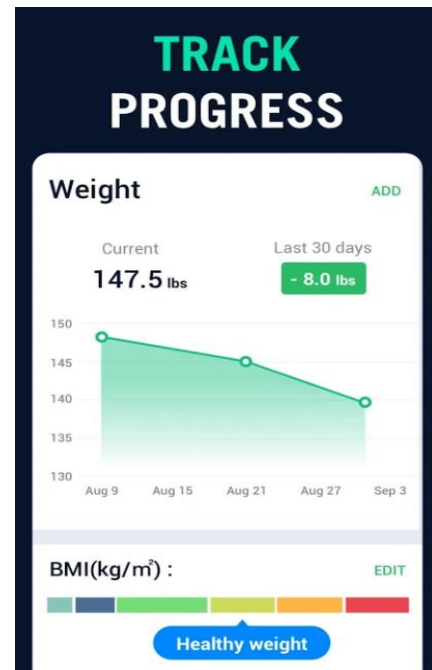 TRACK
PROGRESS
Weight
ADD
Current
Last 30 days
147.5 lbs
- 8.0 lbs
150
145
140
135
130
Aug 9 Aug 15 Aug 21 Aug 27 Sep 3
BMI(kg/m²) :
EDIT
Healthy weight